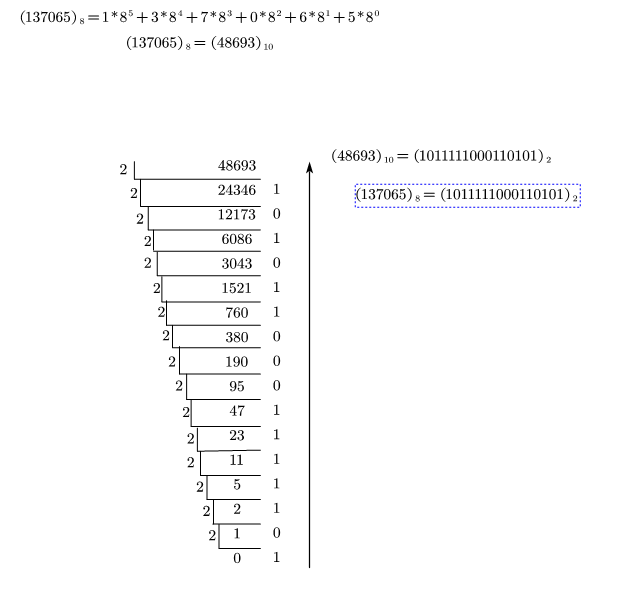 (137065)₈=1*8⁵+3*8⁴+7*8³+0*8²+6*8¹+5*8⁰
(137065)₈=(48693)₁₀
(48693)₁₀=(1011111000110101)₂
(137065)₈=(1011111000110101)₂
2 48693
2 24346 1
2 12173 0
2 6086 1
2 3043 0
2 1521 1
2 760 1
2 380 0
2 190 0
2 95 0
2 47 1
2 23 1
2 11 1
2 5 1
2 2 1
2 1 0
0 1